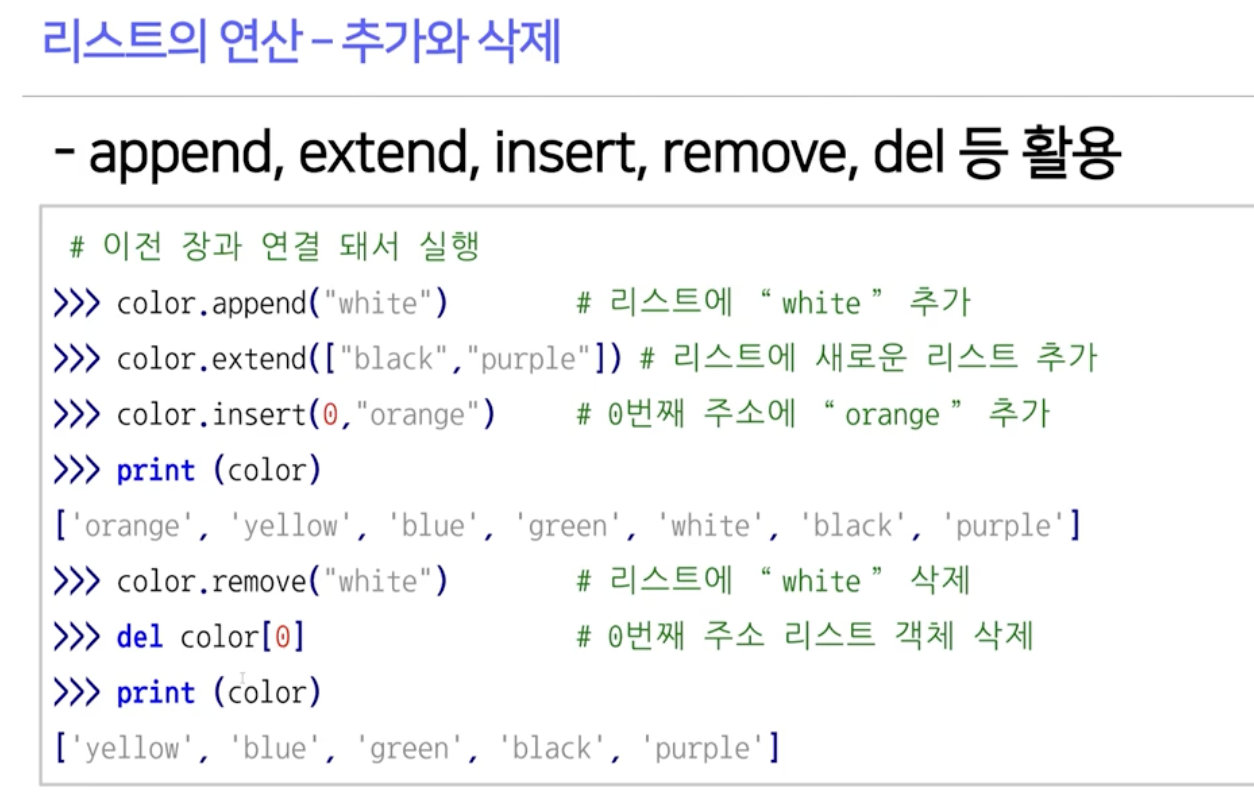 리스트의 연산 – 추가와 삭제
- append, extend, insert, remove, del 등 활용
# 이전 장과 연결 돼서 실행
>>> color.append("white") # 리스트에 “ white ” 추가
>>> color.extend(["black","purple"]) # 리스트에 새로운 리스트 추가
>>> color.insert(0,"orange") # 0번째 주소에 “ orange ” 추가
>>> print (color)
['orange', 'yellow', 'blue', 'green', 'white', 'black', 'purple']
>>> color.remove("white") # 리스트에 “ white ” 삭제
>>> del color[0] # 0번째 주소 리스트 객체 삭제
>>> print (color)
['yellow', 'blue', 'green', 'black', 'purple']